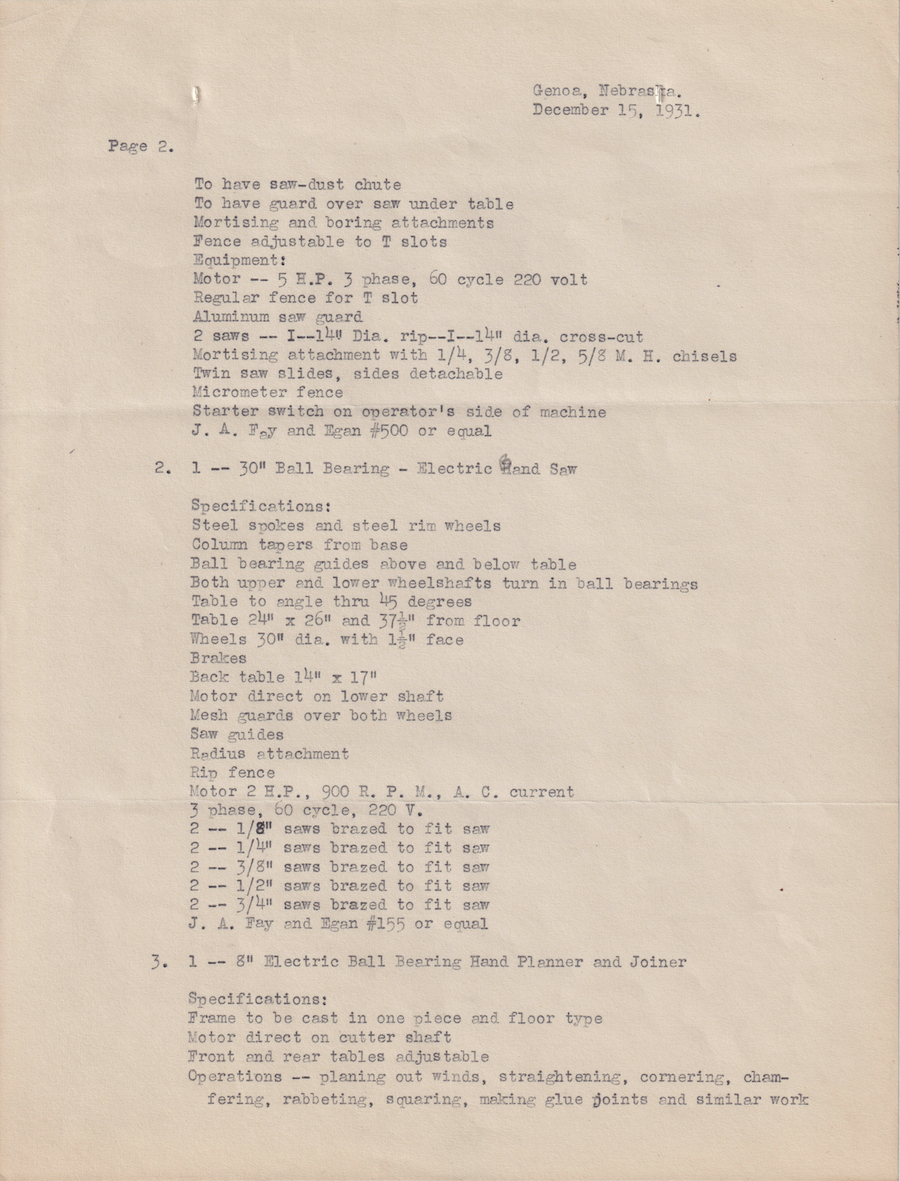 Genoa, Nebraska.
December 15, 1931.
Page 2.
To have saw-dust chute
To have guard over saw under table
Mortising and boring attachments
Fence adjustable to T slots
Equipment:
Motor -- 5 H.P. 3 phase, 60 cycle 220 volt
Regular fence for T slot
Aluminum saw guard
2 saws -- I--14" Dia. rip--I--14" dia. cross-cut
Mortising attachment with 1/4, 3/8, 1/2, 5/8 M. H. chisels
Twin saw slides, sides detachable
Micrometer fence
Starter switch on operator's side of machine
J. A. Fay and Egan #500 or equal
2. 1 -- 30" Ball Bearing - Electric Band Saw
Specifications:
Steel spokes and steel rim wheels
Column tapers from base
Ball bearing guides above and below table
Both upper and lower wheelshafts turn in ball bearings
Table to angle thru 45 degrees
Table 24" x 26" and 37½" from floor
Wheels 30" dia. with 1½" face
Brakes
Back table 14" x 17"
Motor direct on lower shaft
Mesh guards over both wheels
Saw guides
Radius attachment
Rip fence
Motor 2 H.P., 900 R. P. M., A. C. current
3 phase, 60 cycle, 220 V.
2 -- 1/8" saws brazed to fit saw
2 -- 1/4" saws brazed to fit saw
2 -- 3/8" saws brazed to fit saw
2 -- 1/2" saws brazed to fit saw
2 -- 3/4" saws brazed to fit saw
J. A. Fay and Egan #155 or equal
3. 1 -- 8" Electric Ball Bearing Hand Planner and Joiner
Specifications:
Frame to be cast in one piece and floor type
Motor direct on cutter shaft
Front and rear tables adjustable
Operations -- planing out winds, straightening, cornering, cham-
fering, rabbeting, squaring, making glue joints and similar work